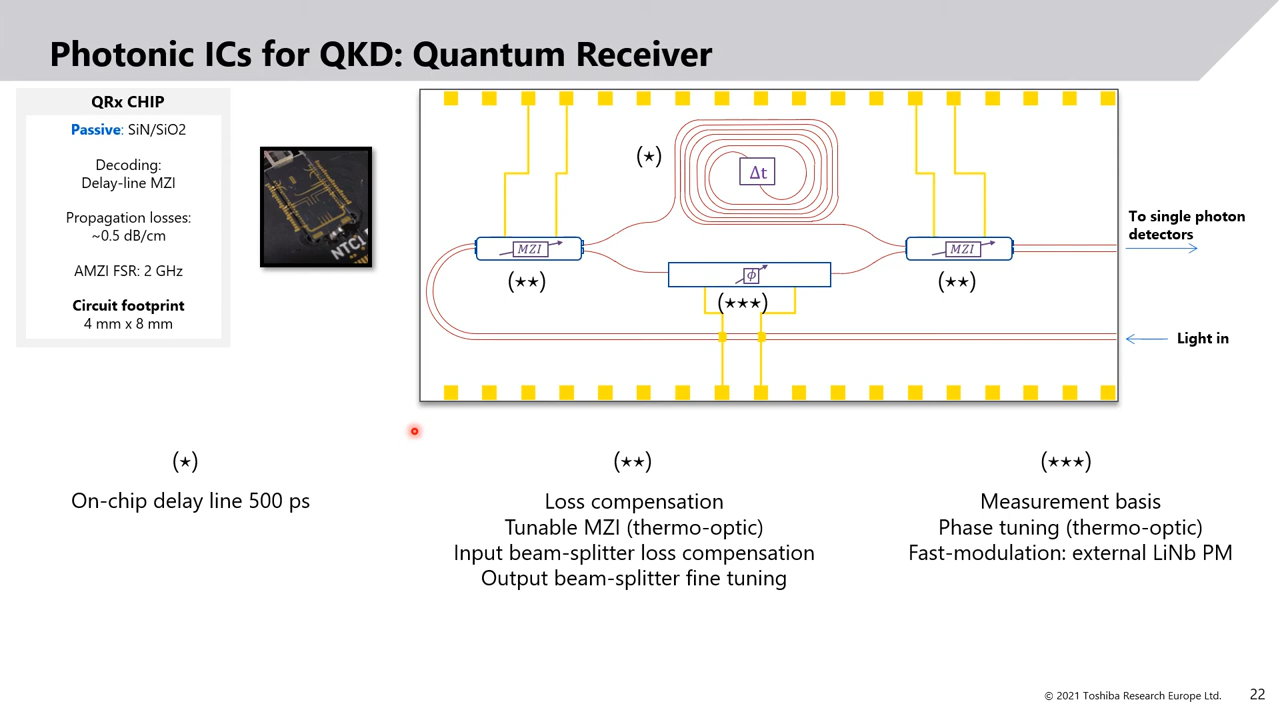 Photonic ICs for QKD: Quantum Receiver
QRx CHIP
Passive: SiN/SiO2
Decoding:
Delay-line MZI
Propagation losses:
~0.5 dB/cm
AMZI FSR: 2 GHz
Circuit footprint
4 mm x 8 mm
NTC1
(⋆)
Δt
MZI
(⋆⋆)
ϕ
(⋆⋆⋆)
MZI
(⋆⋆)
To single photon
detectors
Light in
(⋆)
On-chip delay line 500 ps
(⋆⋆)
Loss compensation
Tunable MZI (thermo-optic)
Input beam-splitter loss compensation
Output beam-splitter fine tuning
(⋆⋆⋆)
Measurement basis
Phase tuning (thermo-optic)
Fast-modulation: external LiNb PM
© 2021 Toshiba Research Europe Ltd.
22